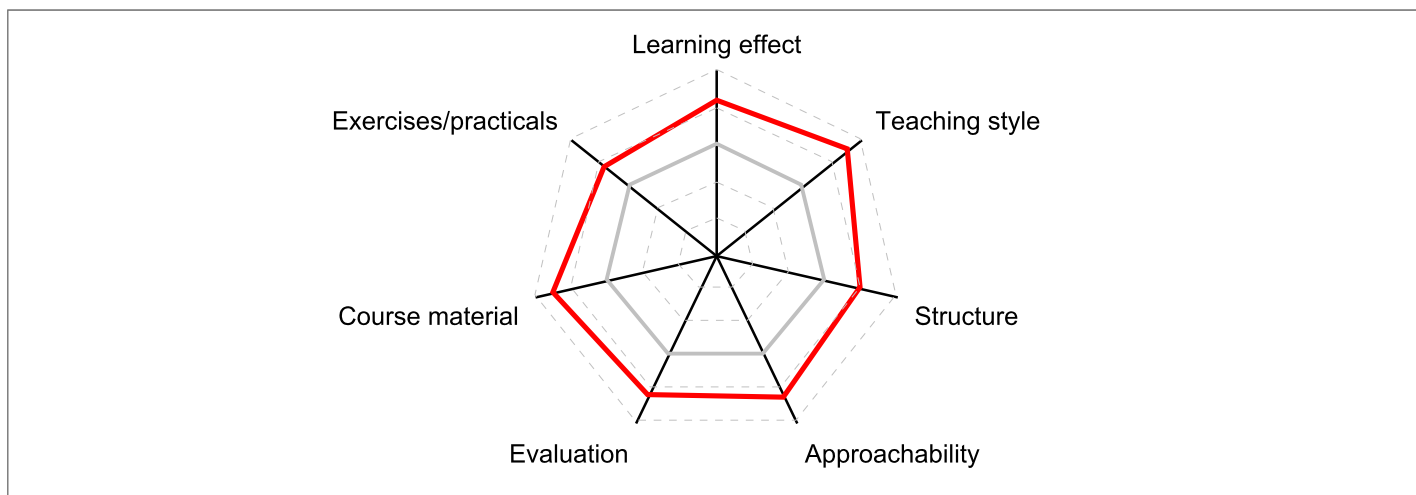 Learning effect
Exercises/practicals
Teaching style
Course material
Structure
Evaluation
Approachability